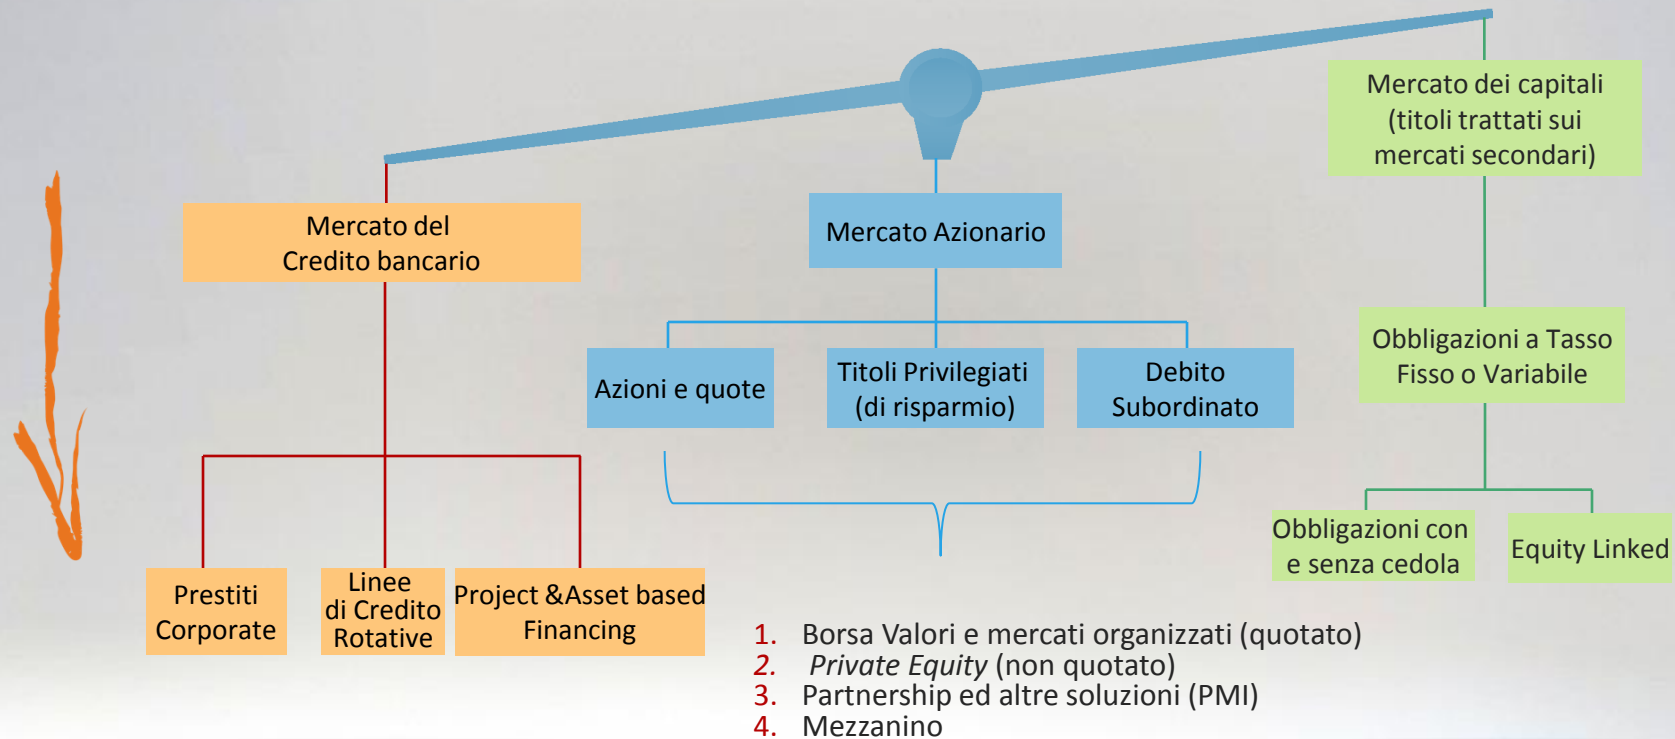 Mercato dei capitali
(titoli trattati sui
mercati secondari)
Mercato del
Credito bancario
Mercato Azionario
Azioni e quote
Titoli Privilegiati
(di risparmio)
Debito
Subordinato
Obbligazioni a Tasso
Fisso o Variabile
Obbligazioni con
e senza cedola
Equity Linked
Prestiti
Corporate
Linee
di Credito
Rotative
Project &Asset based
Financing
1. Borsa Valori e mercati organizzati (quotato)
2. Private Equity (non quotato)
3. Partnership ed altre soluzioni (PMI)
4. Mezzanino